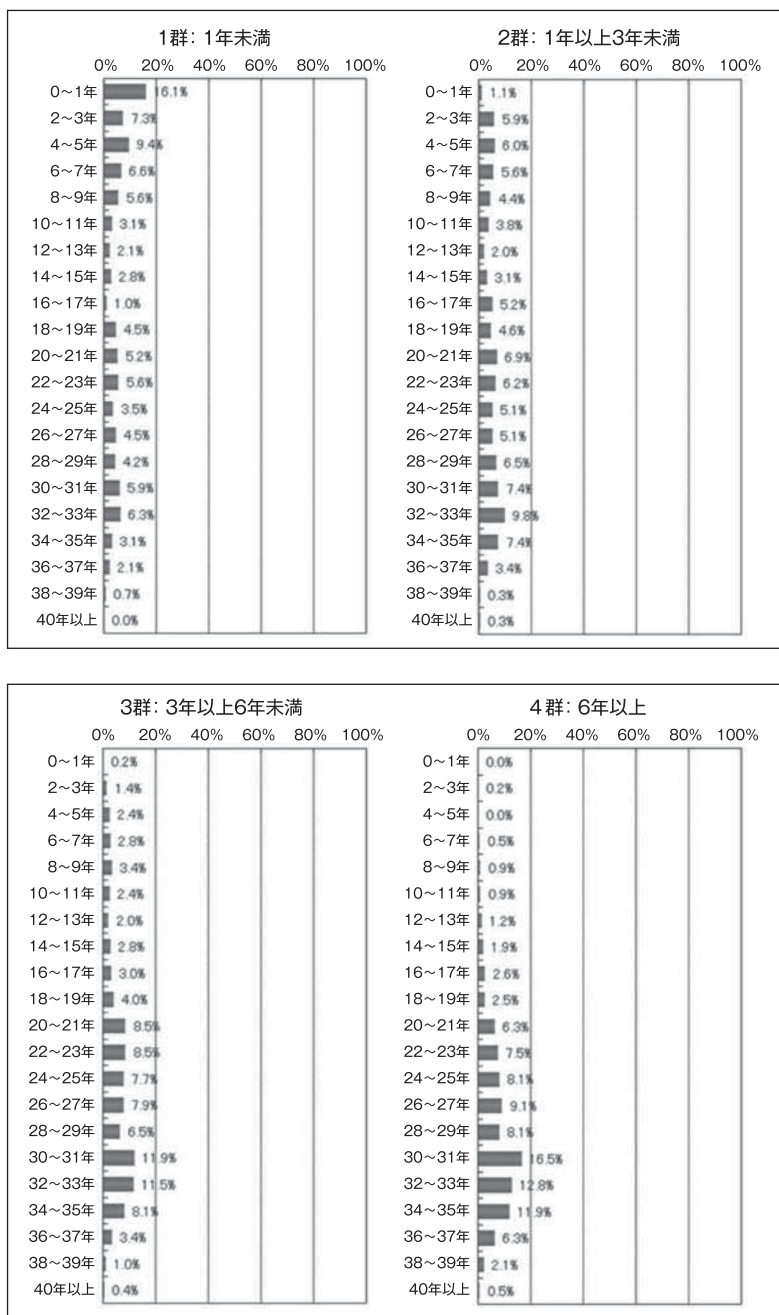 1群：1年未満
0% 20% 40% 60% 80% 100%
0～1年 16.1%
2～3年 7.3%
4～5年 9.4%
6～7年 6.6%
8～9年 5.6%
10～11年 3.1%
12～13年 2.1%
14～15年 2.8%
16～17年 1.0%
18～19年 4.5%
20～21年 5.2%
22～23年 5.6%
24～25年 3.5%
26～27年 4.5%
28～29年 4.2%
30～31年 5.9%
32～33年 6.3%
34～35年 3.1%
36～37年 2.1%
38～39年 0.7%
40年以上 0.0%
2群：1年以上3年未満
0% 20% 40% 60% 80% 100%
0～1年 1.1%
2～3年 5.9%
4～5年 6.0%
6～7年 5.6%
8～9年 4.4%
10～11年 3.8%
12～13年 2.0%
14～15年 3.1%
16～17年 5.2%
18～19年 4.6%
20～21年 6.9%
22～23年 6.2%
24～25年 5.1%
26～27年 5.1%
28～29年 6.5%
30～31年 7.4%
32～33年 9.8%
34～35年 7.4%
36～37年 3.4%
38～39年 0.3%
40年以上 0.3%
3群：3年以上6年未満
0% 20% 40% 60% 80% 100%
0～1年 0.2%
2～3年 1.4%
4～5年 2.4%
6～7年 2.8%
8～9年 3.4%
10～11年 2.4%
12～13年 2.0%
14～15年 2.8%
16～17年 3.0%
18～19年 4.0%
20～21年 8.5%
22～23年 8.5%
24～25年 7.7%
26～27年 7.9%
28～29年 6.5%
30～31年 11.9%
32～33年 11.5%
34～35年 8.1%
36～37年 3.4%
38～39年 1.0%
40年以上 0.4%
4群：6年以上
0% 20% 40% 60% 80% 100%
0～1年 0.0%
2～3年 0.2%
4～5年 0.0%
6～7年 0.5%
8～9年 0.9%
10～11年 0.9%
12～13年 1.2%
14～15年 1.9%
16～17年 2.6%
18～19年 2.5%
20～21年 6.3%
22～23年 7.5%
24～25年 8.1%
26～27年 9.1%
28～29年 8.1%
30～31年 16.5%
32～33年 12.8%
34～35年 11.9%
36～37年 6.3%
38～39年 2.1%
40年以上 0.5%